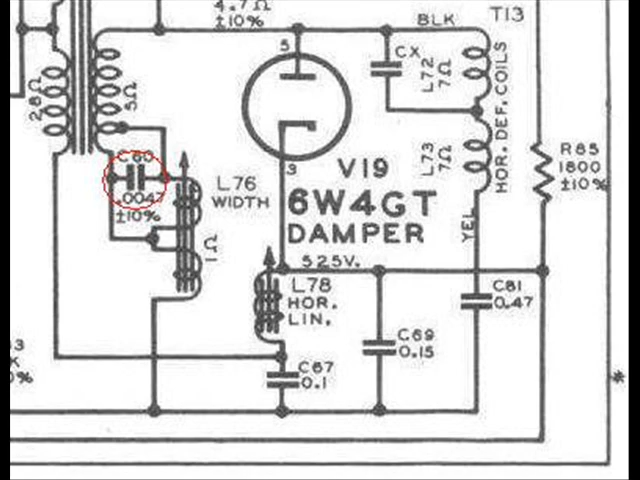 4.7Ω
±10%
T13
BLK
5
CX
L72
7Ω
HOR. DEF. COILS
28Ω
5Ω
C80
.0047
±10%
L76
WIDTH
1Ω
3
V19
6W4GT
DAMPER
L73
7Ω
R85
1800
±10%
YEL
525V.
L78
HOR.
LIN.
C81
0.47
C69
0.15
C67
0.1
*